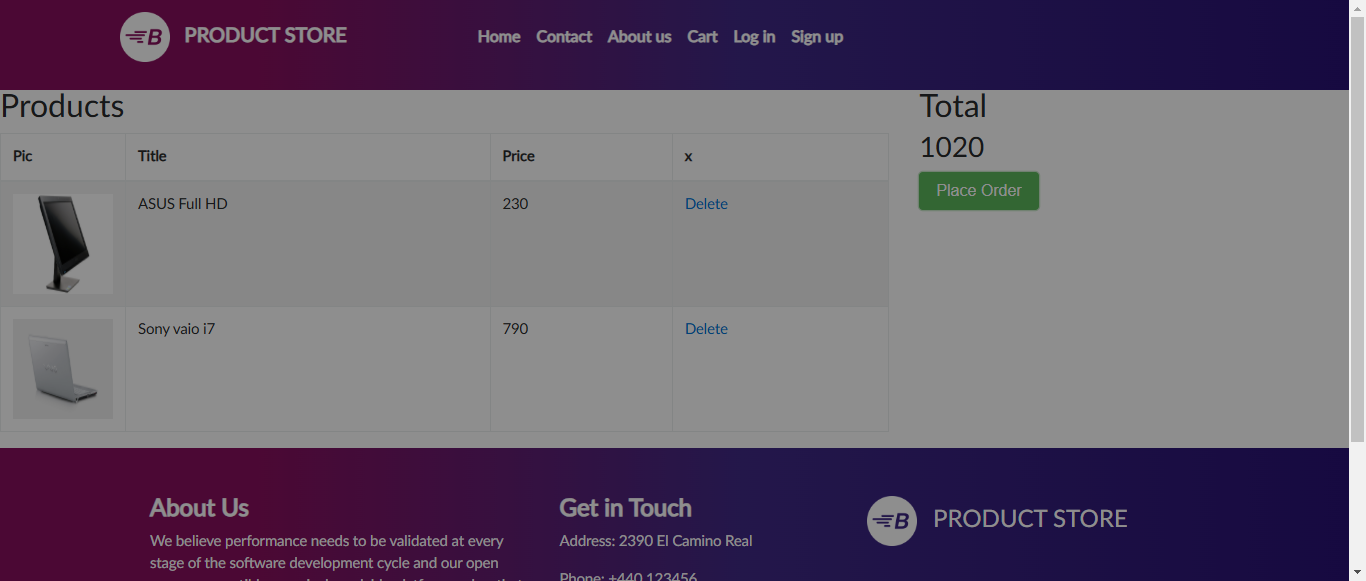 B PRODUCT STORE Home Contact About us Cart Log in Sign up
Products
Pic Title Price x
ASUS Full HD 230 Delete
Sony vaio i7 790 Delete
Total
1020
Place Order
About Us
We believe performance needs to be validated at every
stage of the software development cycle and our open
Get in Touch
Address: 2390 El Camino Real
Phone: +440 123456
B PRODUCT STORE